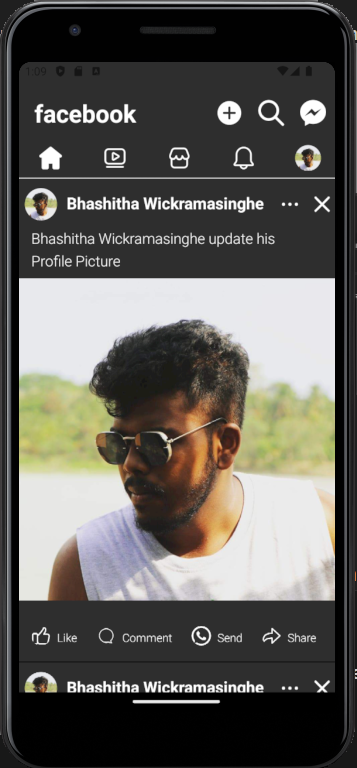 1:09
facebook
Bhashitha Wickramasinghe
Bhashitha Wickramasinghe update his
Profile Picture
Like Comment Send Share
Bhashitha Wickramasinghe